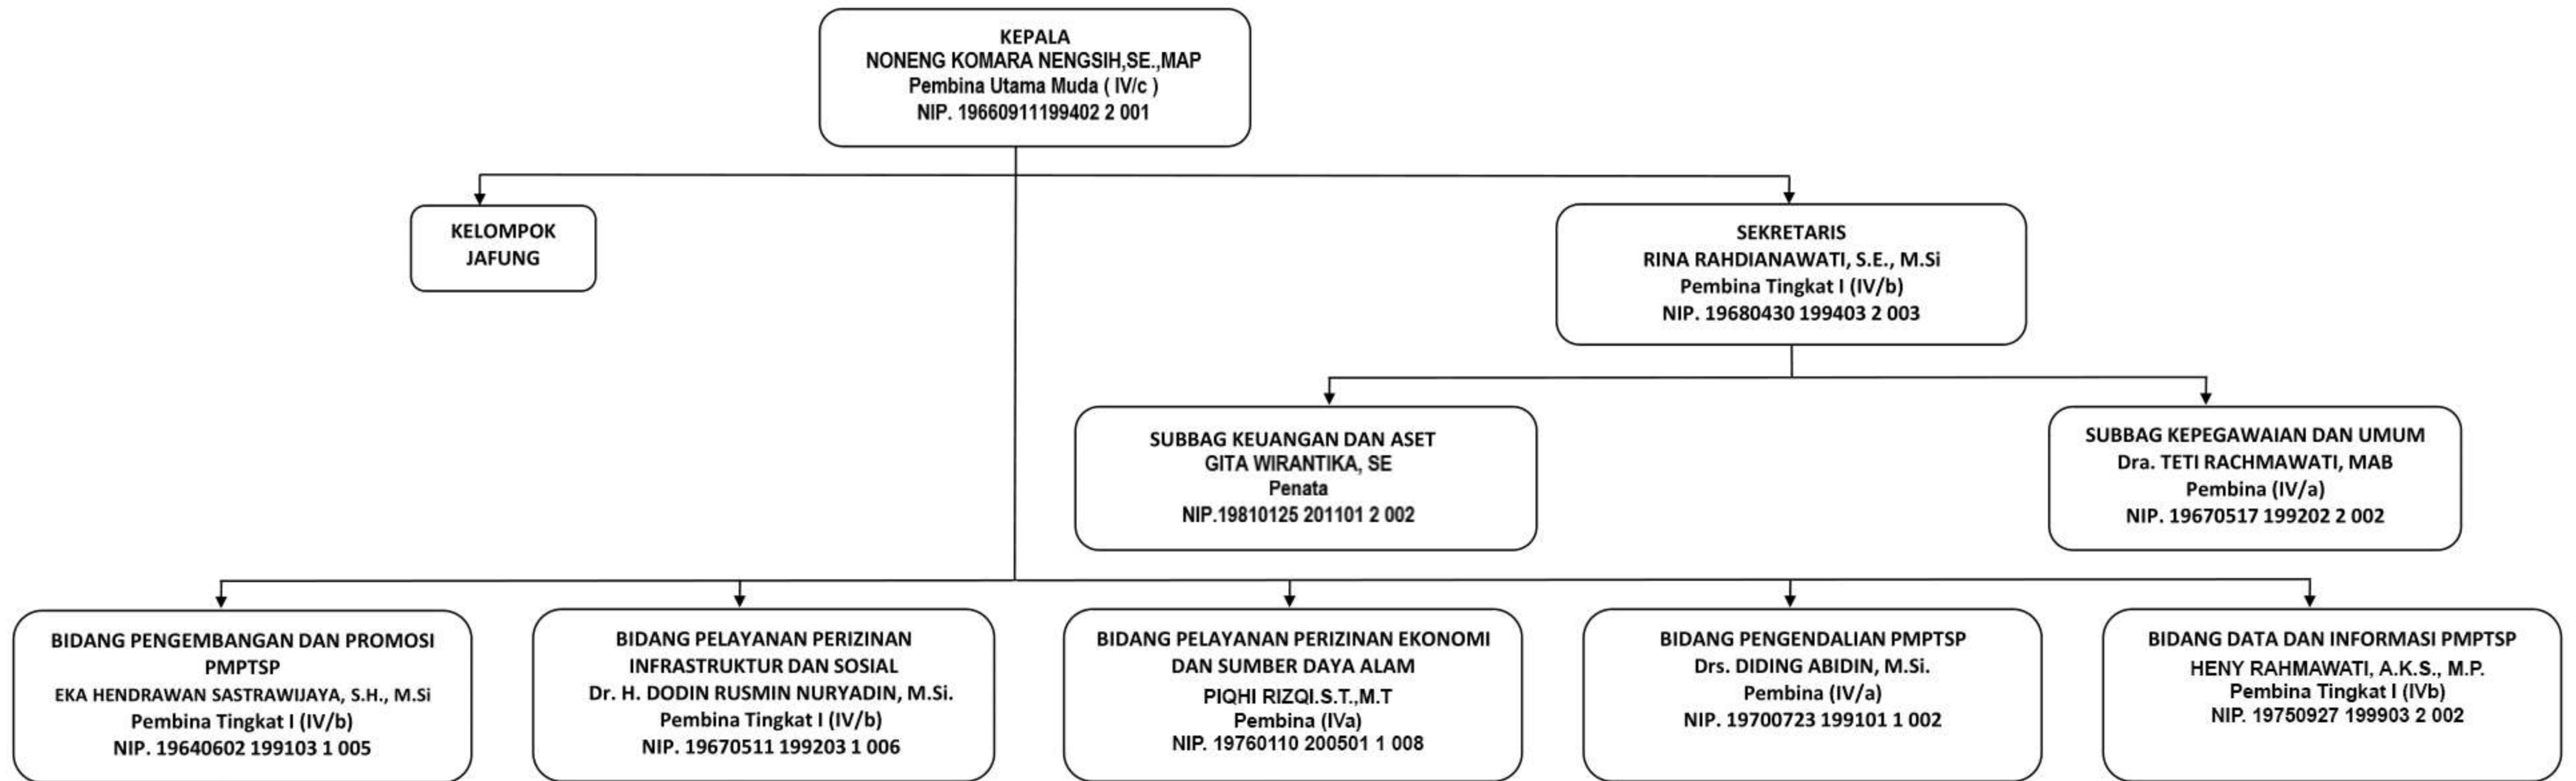 KEPALA
NONENG KOMARA NENGSIH,SE.,MAP
Pembina Utama Muda ( IV/c )
NIP. 19660911199402 2 001
KELOMPOK
JAFUNG
SEKRETARIS
RINA RAHDIANAWATI, S.E., M.Si
Pembina Tingkat I (IV/b)
NIP. 19680430 199403 2 003
SUBBAG KEUANGAN DAN ASET
GITA WIRANTIKA, SE
Penata
NIP.19810125 201101 2 002
SUBBAG KEPEGAWAIAN DAN UMUM
Dra. TETI RACHMAWATI, MAB
Pembina (IV/a)
NIP. 19670517 199202 2 002
BIDANG PENGEMBANGAN DAN PROMOSI
PMPTSP
EKA HENDRAWAN SASTRAWIJAYA, S.H., M.Si
Pembina Tingkat I (IV/b)
NIP. 19640602 199103 1 005
BIDANG PELAYANAN PERIZINAN
INFRASTRUKTUR DAN SOSIAL
Dr. H. DODIN RUSMIN NURYADIN, M.Si.
Pembina Tingkat I (IV/b)
NIP. 19670511 199203 1 006
BIDANG PELAYANAN PERIZINAN EKONOMI
DAN SUMBER DAYA ALAM
PIQHI RIZQI.S.T.,M.T
Pembina (IVa)
NIP. 19760110 200501 1 008
BIDANG PENGENDALIAN PMPTSP
Drs. DIDING ABIDIN, M.Si.
Pembina (IV/a)
NIP. 19700723 199101 1 002
BIDANG DATA DAN INFORMASI PMPTSP
HENY RAHMAWATI, A.K.S., M.P.
Pembina Tingkat I (IVb)
NIP. 19750927 199903 2 002